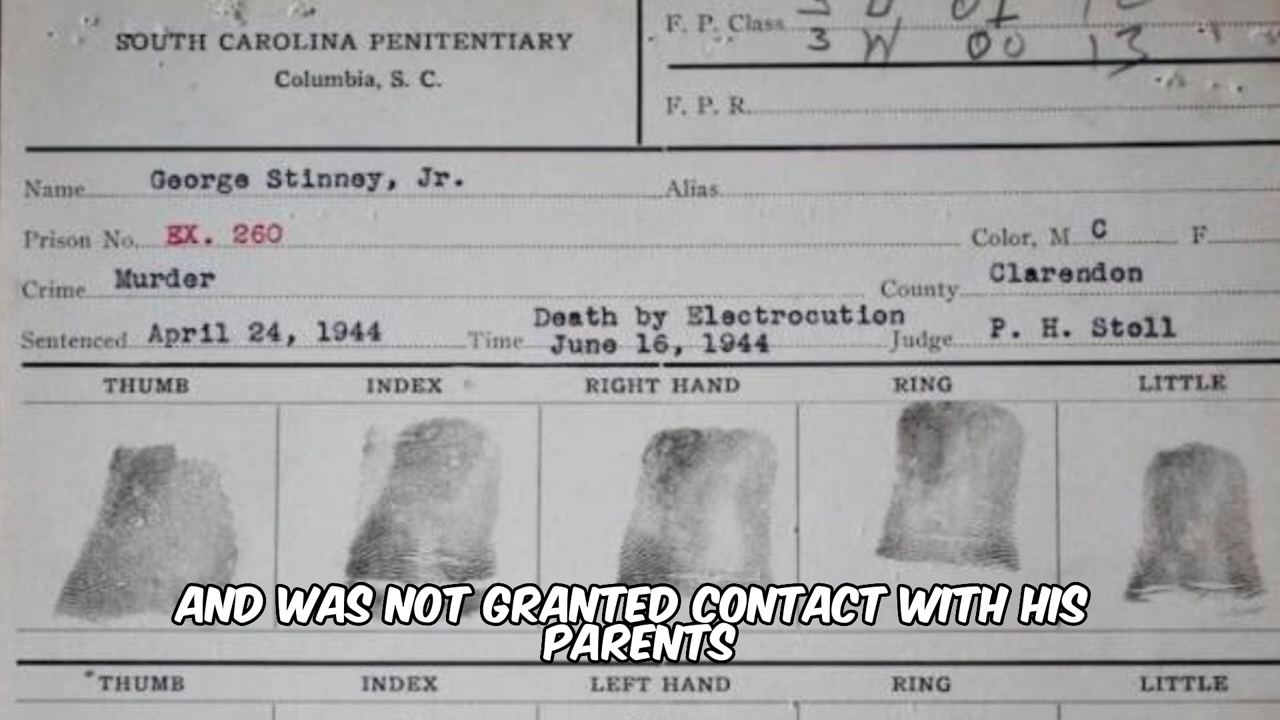 SOUTH CAROLINA PENITENTIARY
Columbia, S. C.
F. P. Class
3 W 00 13
F. P. R.
Name George Stinney, Jr. Alias
Prison No. EX. 260 Color, M C F
Crime Murder County Clarendon
Sentenced April 24, 1944 Time Death by Electrocution
June 16, 1944 Judge P. H. Stoll
THUMB INDEX RIGHT HAND RING LITTLE
AND WAS NOT GRANTED CONTACT WITH HIS
PARENTS
THUMB INDEX LEFT HAND RING LITTLE